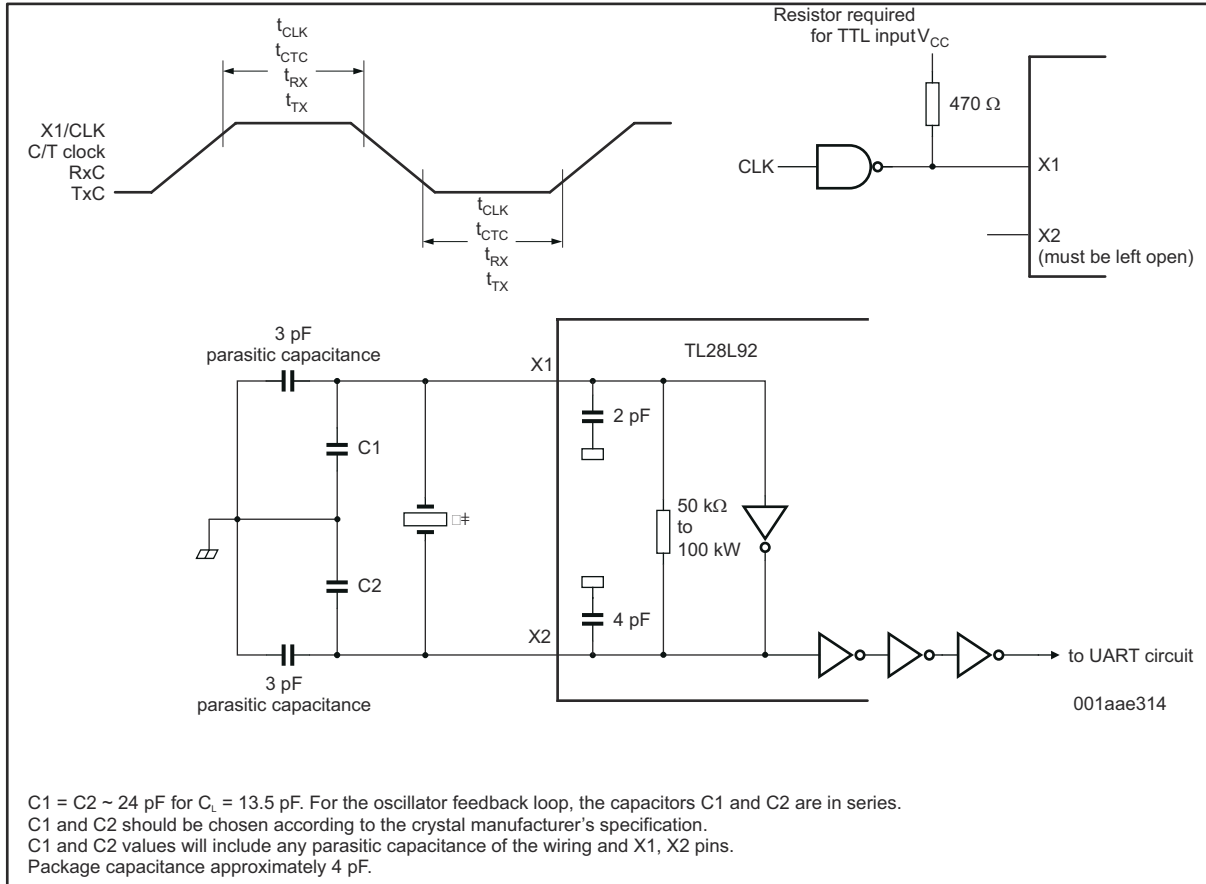 tCLK
tCTC
tRX
tTX
X1/CLK
C/T clock
RxC
TxC
tCLK
tCTC
tRX
tTX
Resistor required
for TTL input VCC
470 Ω
CLK
X1
X2
(must be left open)
3 pF
parasitic capacitance
X1
TL28L92
2 pF
C1
50 kΩ
to
100 kW
C2
4 pF
X2
3 pF
parasitic capacitance
to UART circuit
001aae314
C1 = C2 ~ 24 pF for CL = 13.5 pF. For the oscillator feedback loop, the capacitors C1 and C2 are in series.
C1 and C2 should be chosen according to the crystal manufacturer's specification.
C1 and C2 values will include any parasitic capacitance of the wiring and X1, X2 pins.
Package capacitance approximately 4 pF.